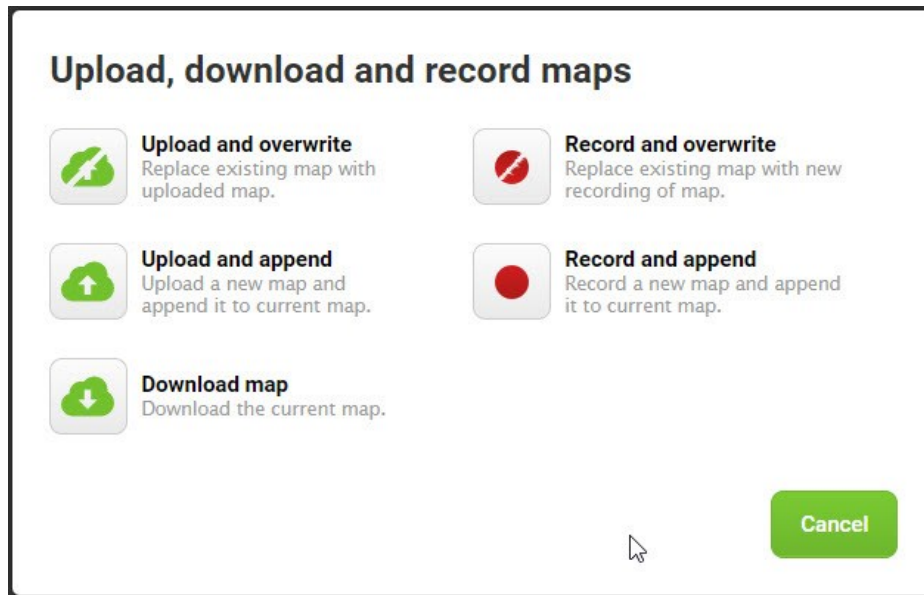 Upload, download and record maps
Upload and overwrite
Replace existing map with
uploaded map.
Record and overwrite
Replace existing map with new
recording of map.
Upload and append
Upload a new map and
append it to current map.
Record and append
Record a new map and append
it to current map.
Download map
Download the current map.
Cancel